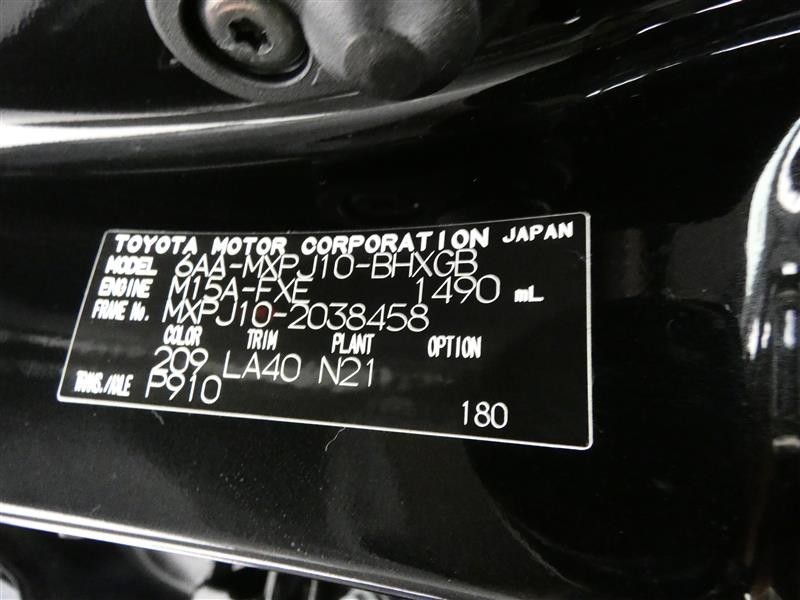 TOYOTA MOTOR CORPORATION JAPAN
MODEL 6AA-MXPJ10-BHXGB
ENGINE M15A-FXE 1490 mL
FRAME No. MXPJ10-2038458
COLOR TRIM PLANT OPTION
209 LA40 N21
TRANS./AXLE P910
180